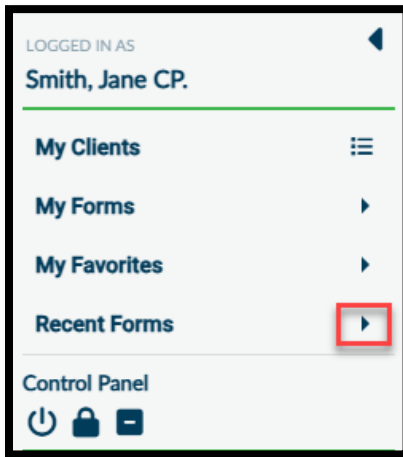 LOGGED IN AS
Smith, Jane CP.
My Clients
My Forms
My Favorites
Recent Forms
Control Panel